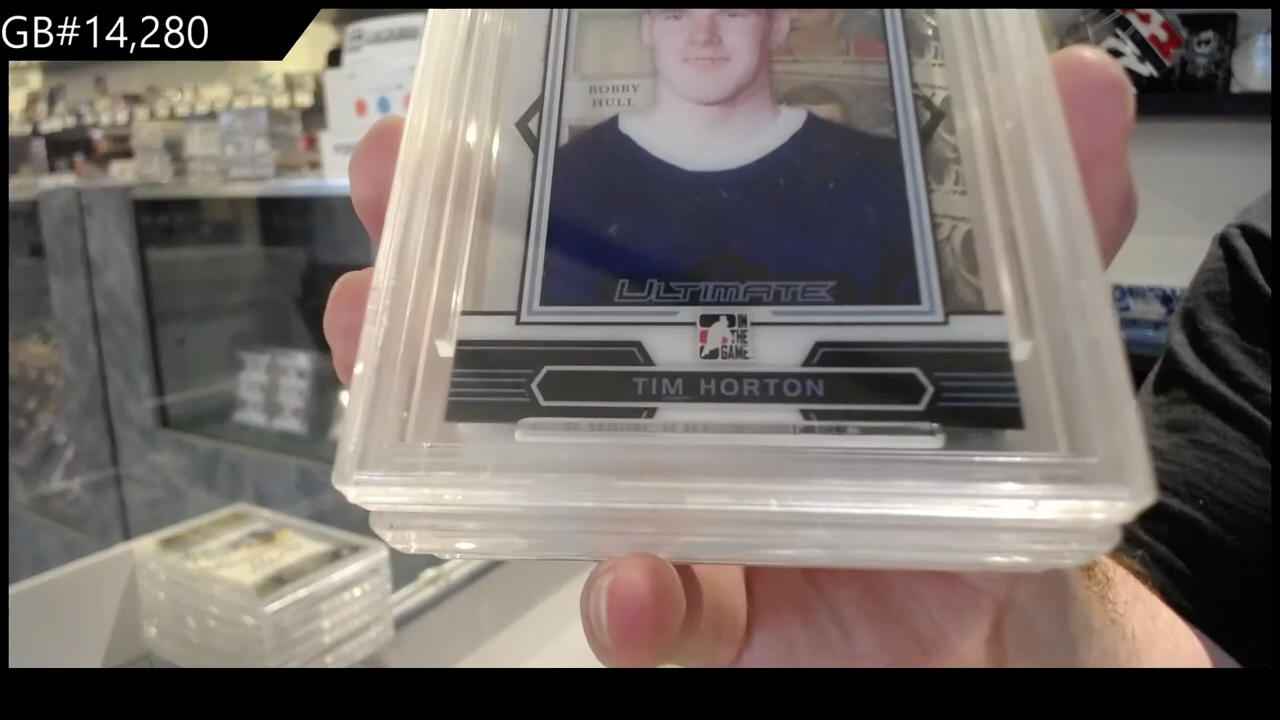 GB#14,280
BOBBY
HULL
ULTIMATE
IN
THE
GAME
TIM HORTON